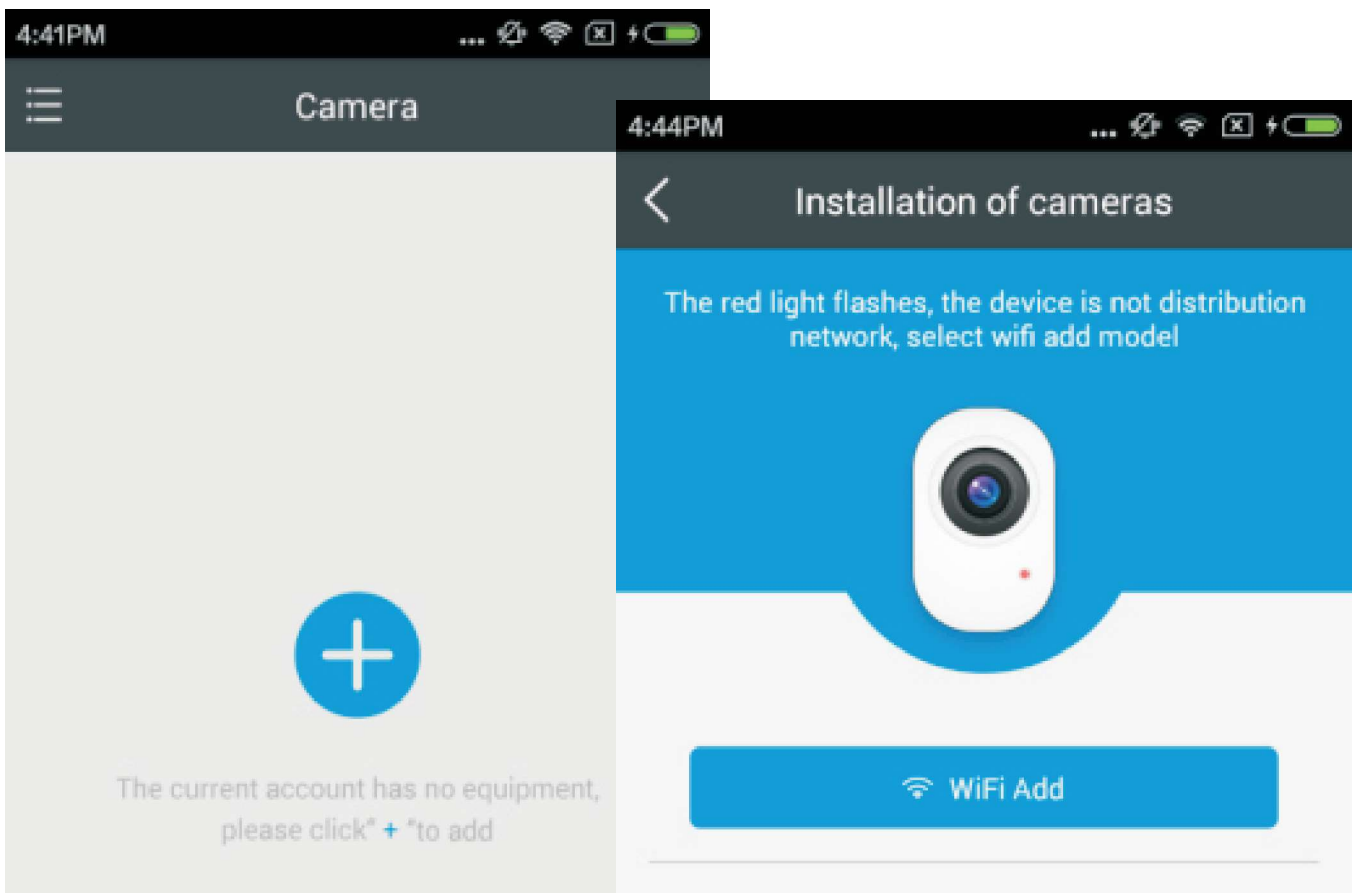 4:41PM
Camera
The current account has no equipment,
please click" + "to add
4:44PM
Installation of cameras
The red light flashes, the device is not distribution
network, select wifi add model
WiFi Add